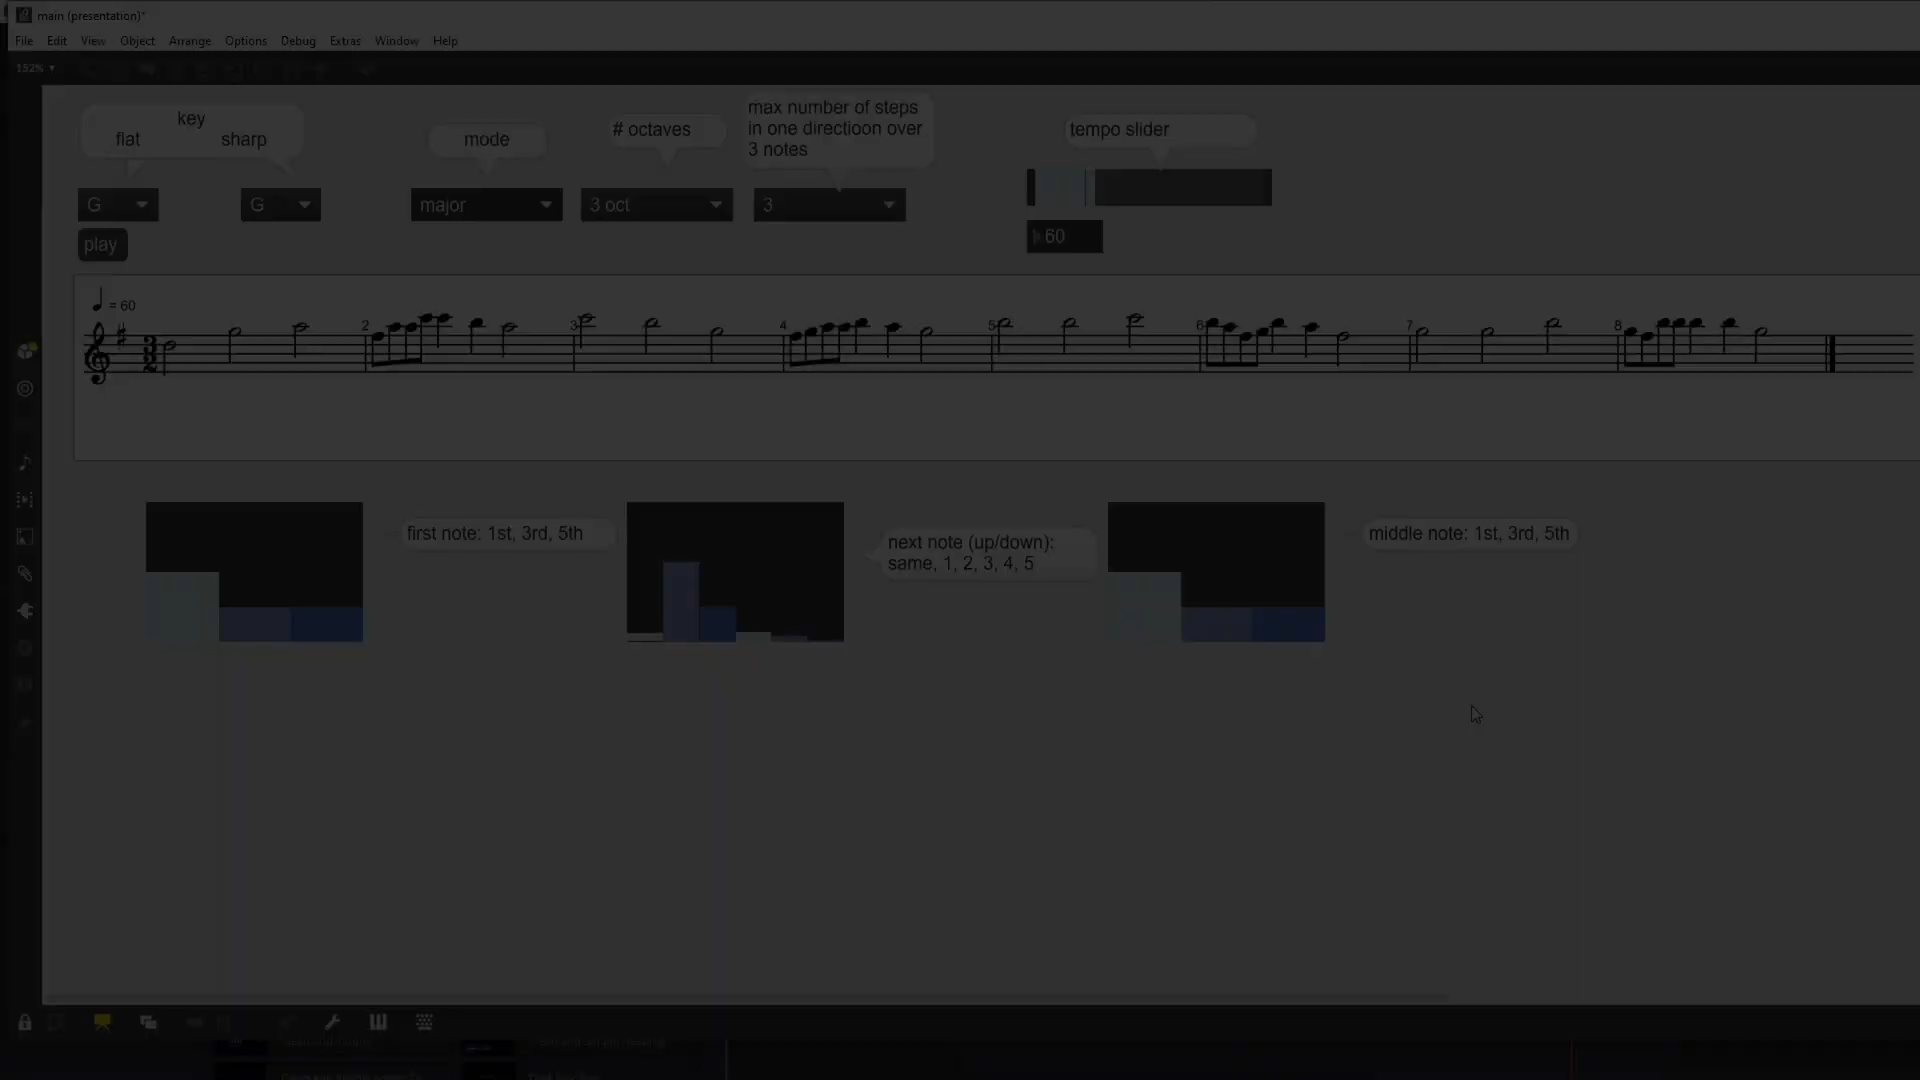 main (presentation)*
File Edit View Object Arrange Options Debug Extras Window Help
152%
key
flat sharp
mode
# octaves
max number of steps
in one directioon over
3 notes
tempo slider
G G major 3 oct 3
play
60
= 60
2 3 4 5 6 7 8
3
2
first note: 1st, 3rd, 5th
next note (up/down):
same, 1, 2, 3, 4, 5
middle note: 1st, 3rd, 5th